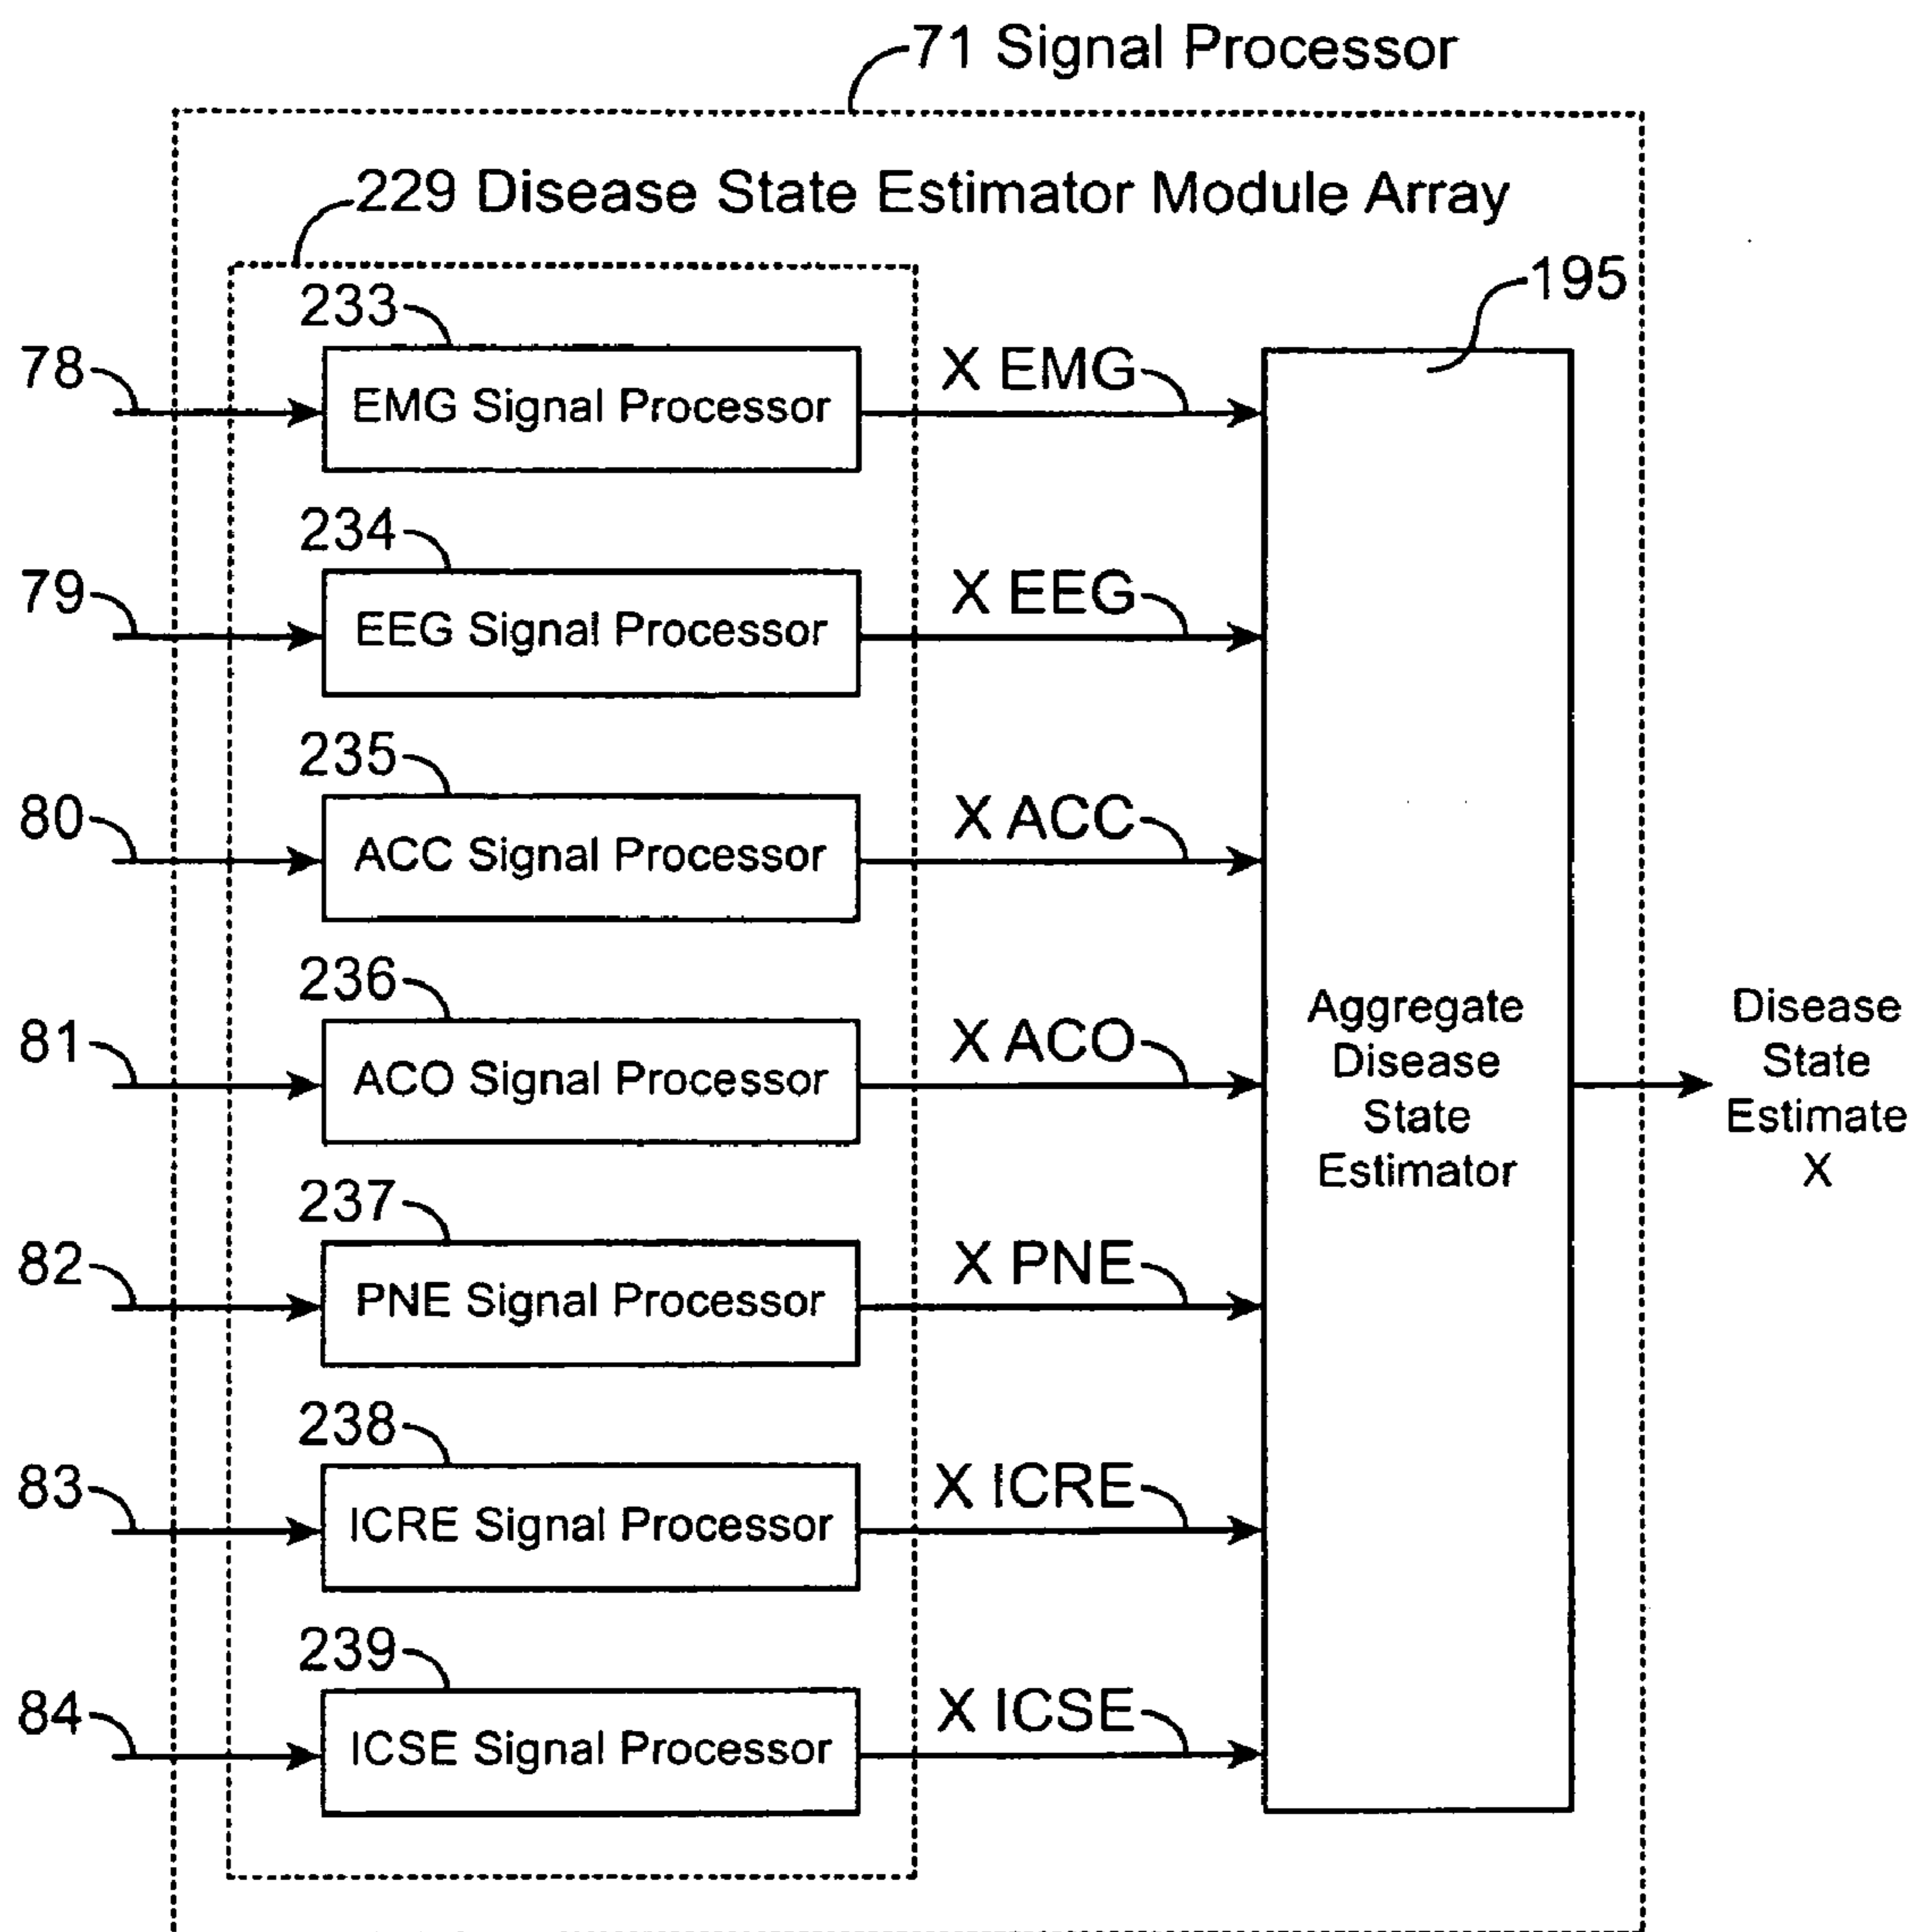 71 Signal Processor
229 Disease State Estimator Module Array
195
233
78
EMG Signal Processor
X EMG
234
79
EEG Signal Processor
X EEG
235
80
ACC Signal Processor
X ACC
236
81
ACO Signal Processor
X ACO
Aggregate
Disease
State
Estimator
Disease
State
Estimate
X
237
82
PNE Signal Processor
X PNE
238
83
ICRE Signal Processor
X ICRE
239
84
ICSE Signal Processor
X ICSE